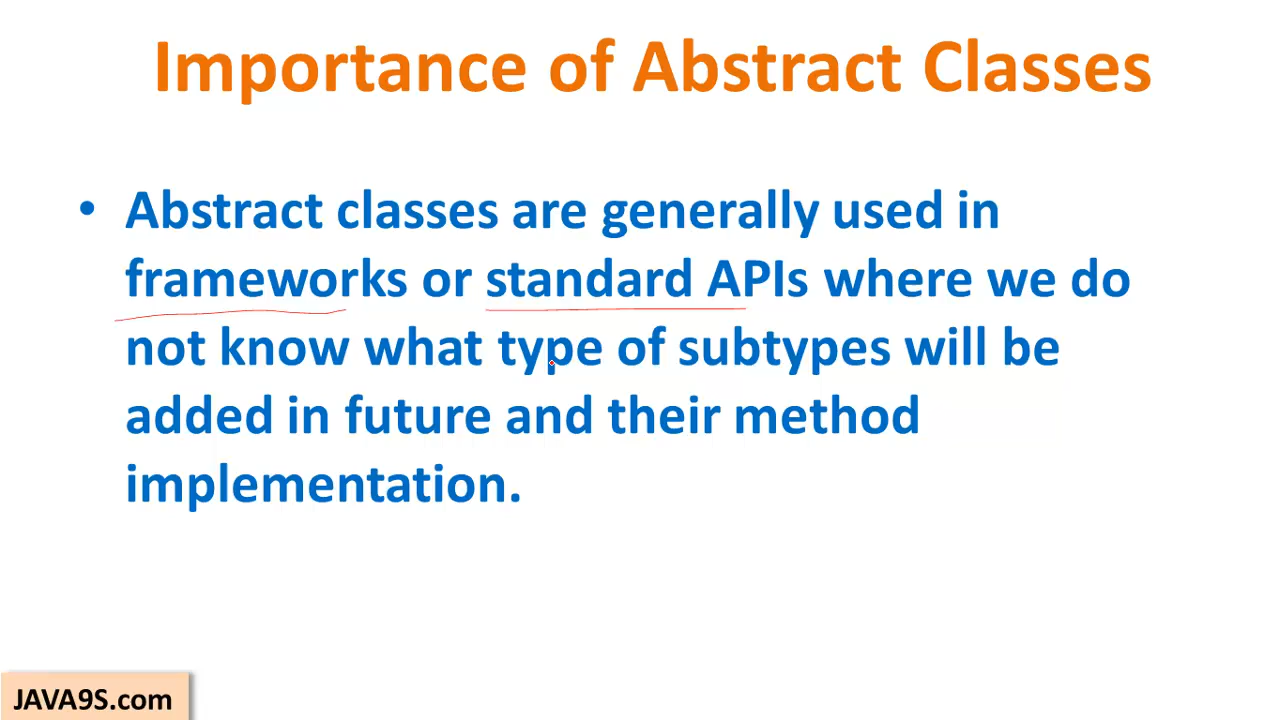 Importance of Abstract Classes
• Abstract classes are generally used in
frameworks or standard APIs where we do
not know what type of subtypes will be
added in future and their method
implementation.
JAVA9S.com